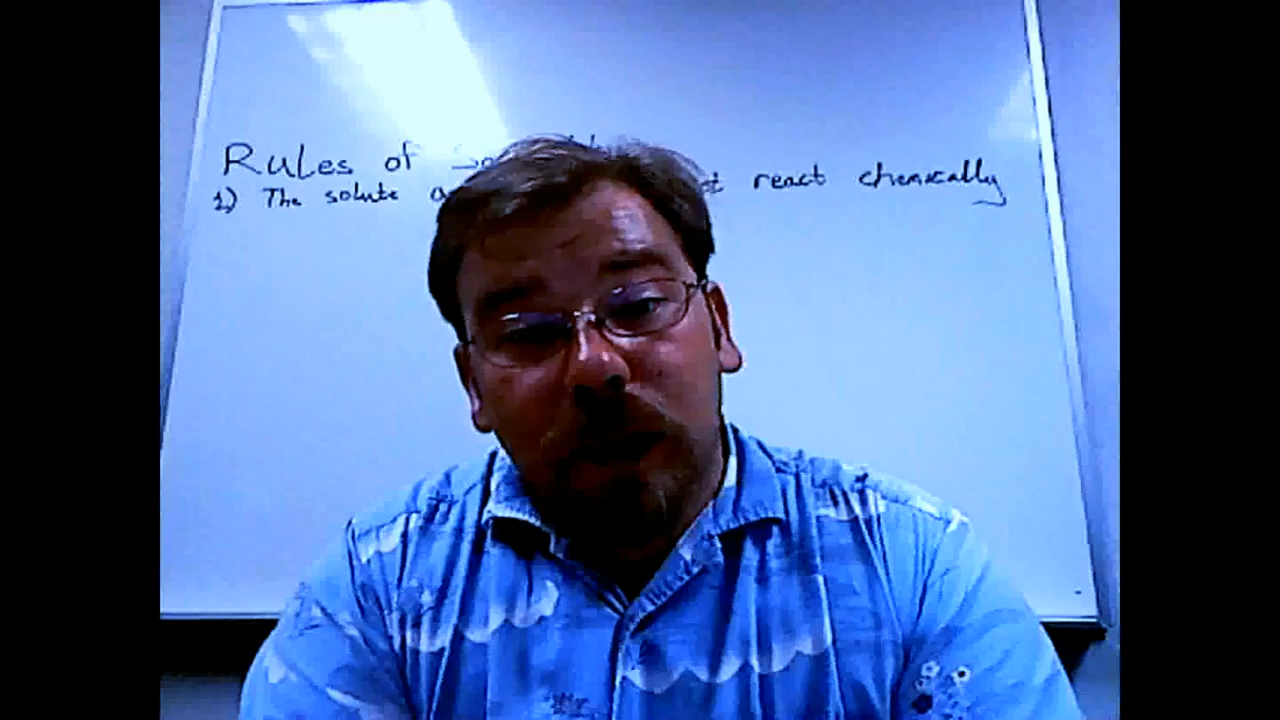 Rules of
1) The solute react chemically